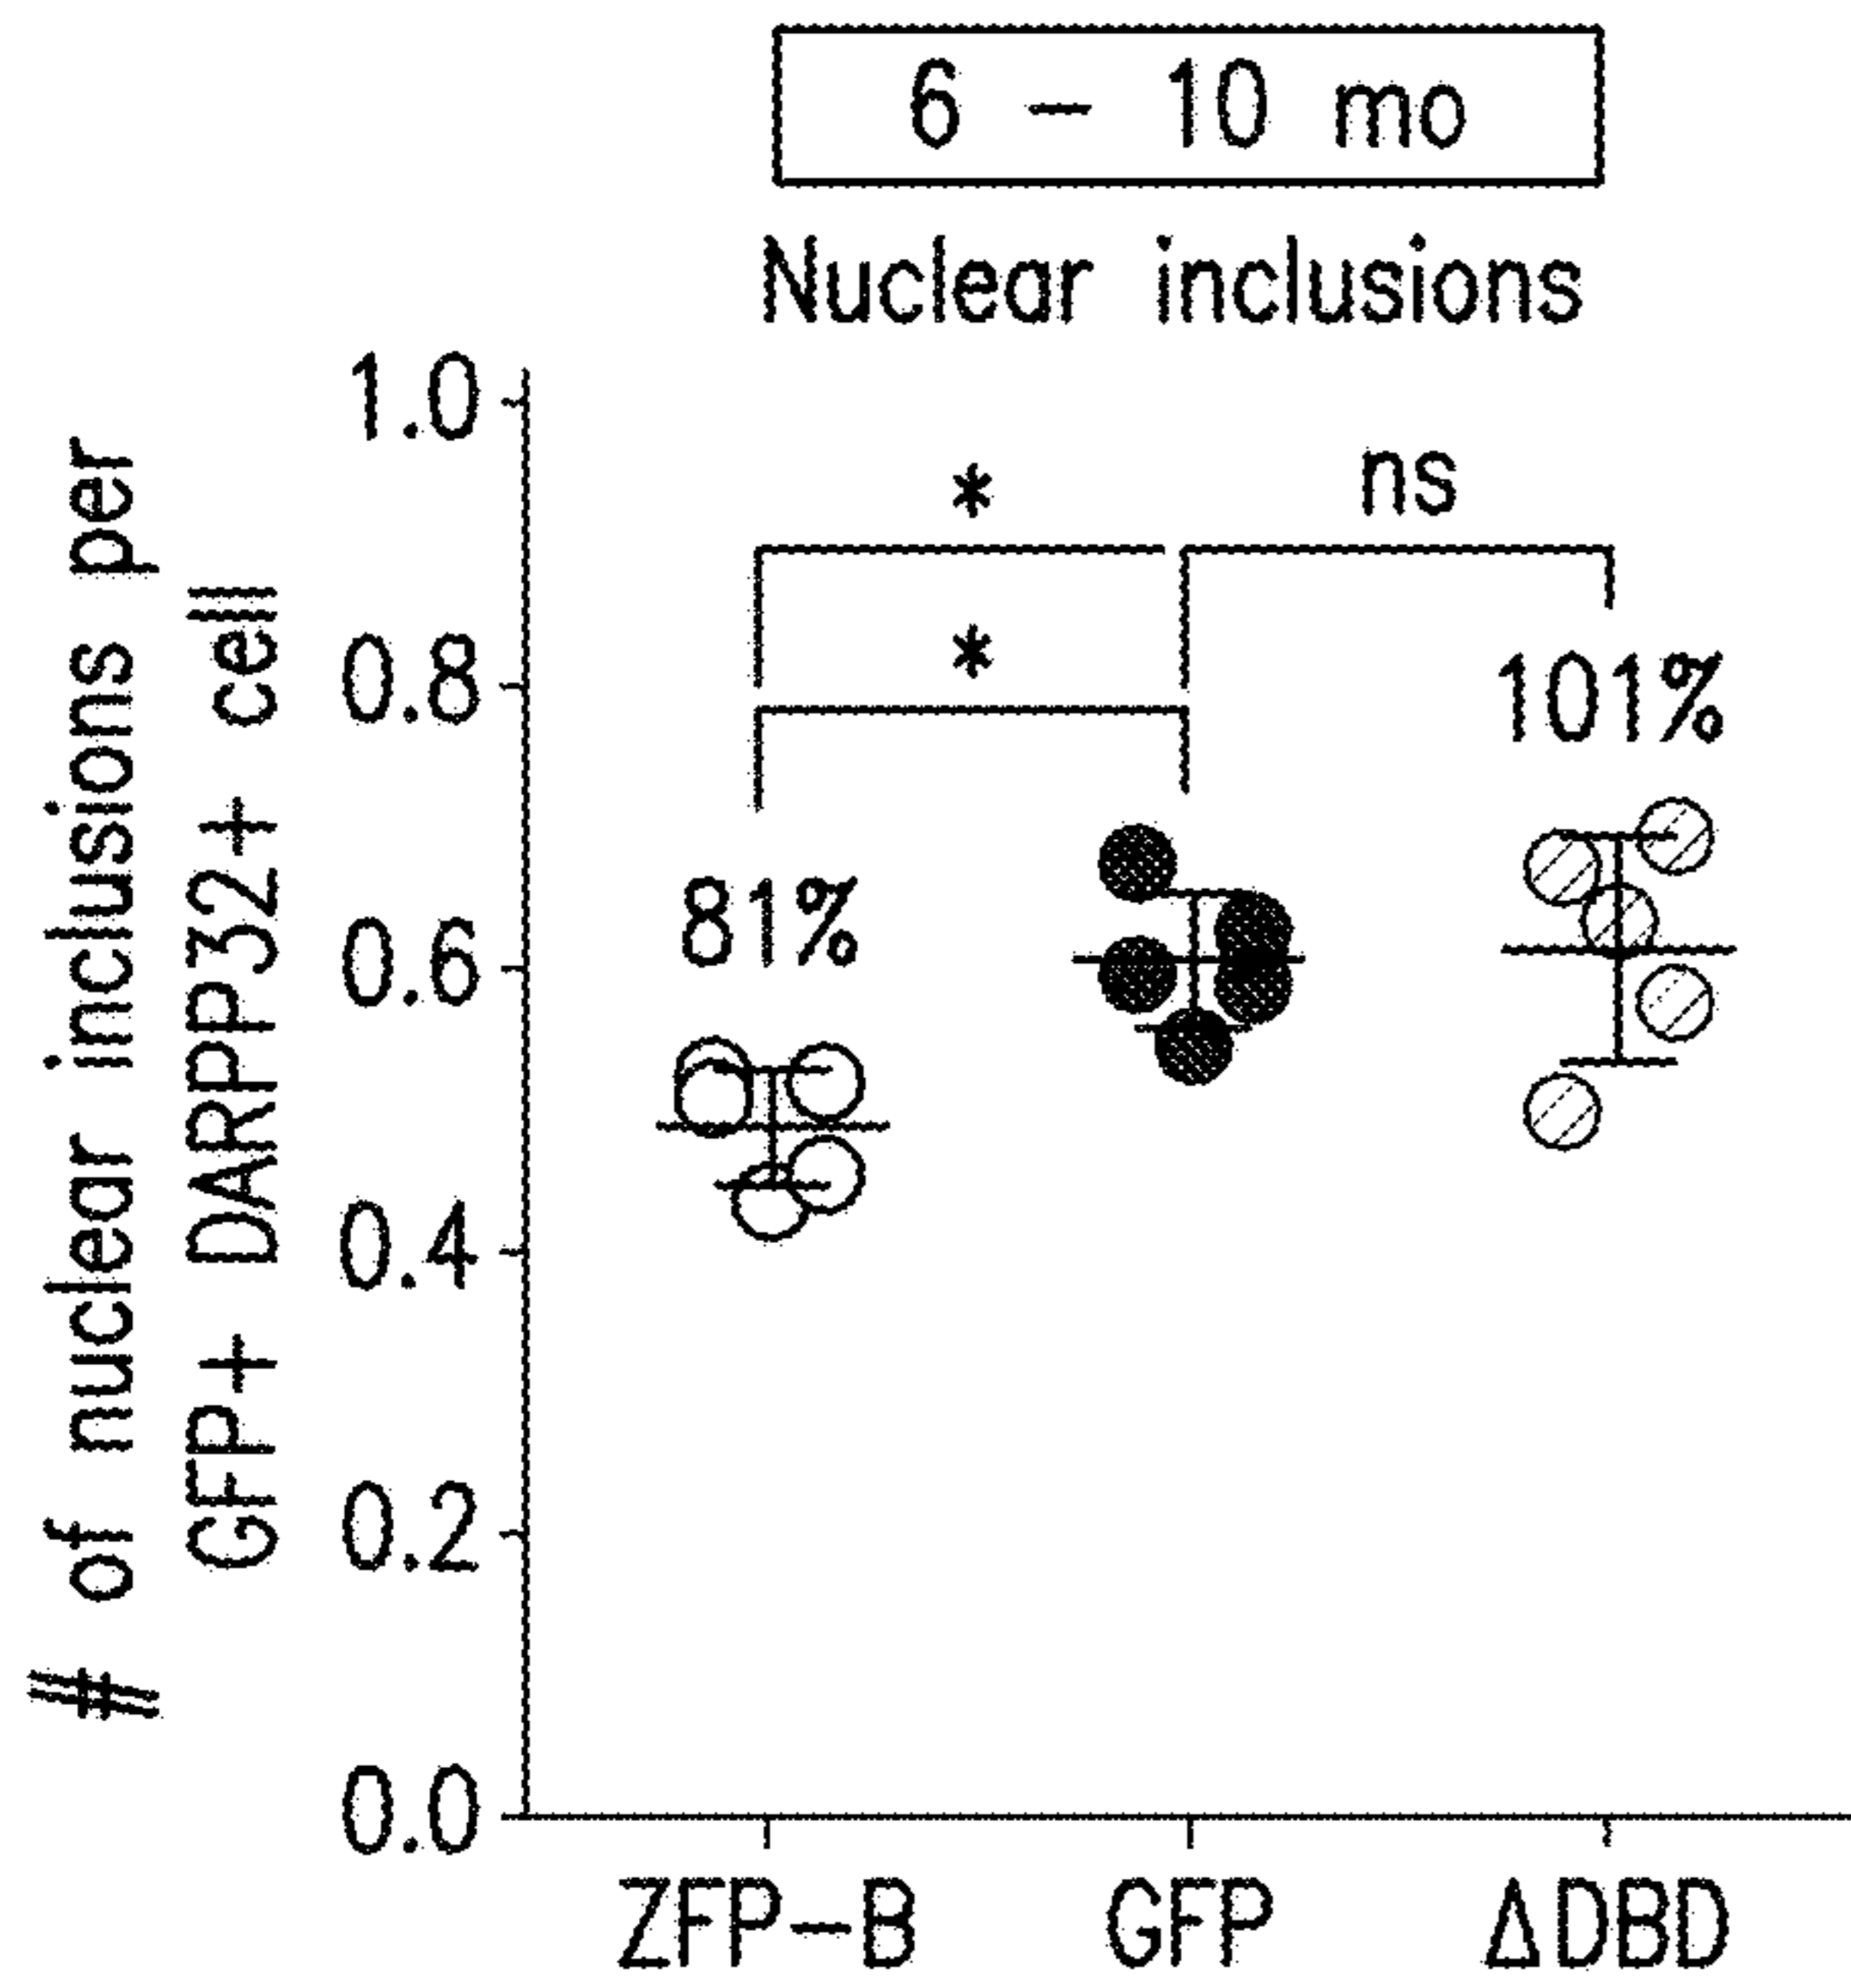 6 – 10 mo
Nuclear inclusions
# of nuclear inclusions per
GFP+ DARPP32+ cell
1.0
0.8
0.6
0.4
0.2
0.0
*
ns
*
101%
81%
ZFP–B
GFP
ΔDBD